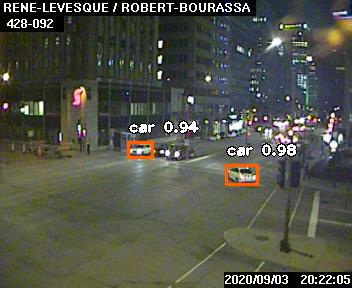 RENE-LEVESQUE / ROBERT-BOURASSA
428-092
car 0.94
car 0.98
2020/09/03 20:22:05